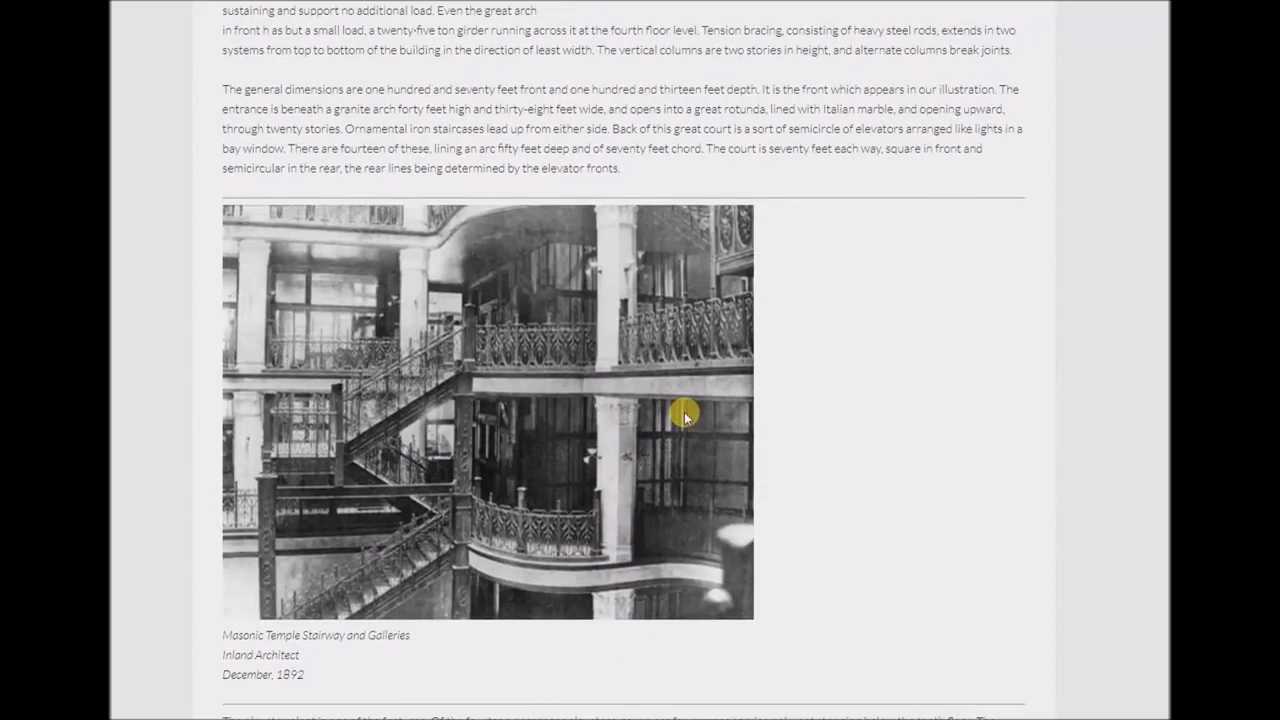 sustaining and support no additional load. Even the great arch
in front h as but a small load, a twenty-five ton girder running across it at the fourth floor level. Tension bracing, consisting of heavy steel rods, extends in two
systems from top to bottom of the building in the direction of least width. The vertical columns are two stories in height, and alternate columns break joints.
The general dimensions are one hundred and seventy feet front and one hundred and thirteen feet depth. It is the front which appears in our illustration. The
entrance is beneath a granite arch forty feet high and thirty-eight feet wide, and opens into a great rotunda, lined with Italian marble, and opening upward,
through twenty stories. Ornamental iron staircases lead up from either side. Back of this great court is a sort of semicircle of elevators arranged like lights in a
bay window. There are fourteen of these, lining an arc fifty feet deep and of seventy feet chord. The court is seventy feet each way, square in front and
semicircular in the rear, the rear lines being determined by the elevator fronts.
Masonic Temple Stairway and Galleries
Inland Architect
December, 1892